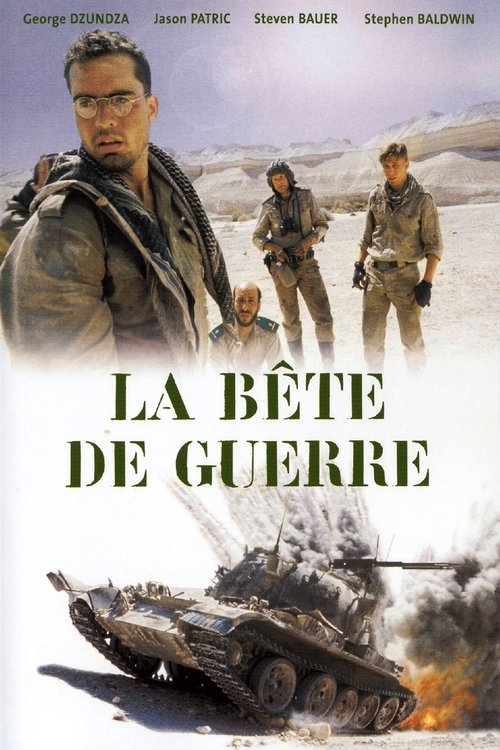 George DZUNDZA Jason PATRIC Steven BAUER Stephen BALDWIN
LA BÊTE
DE GUERRE